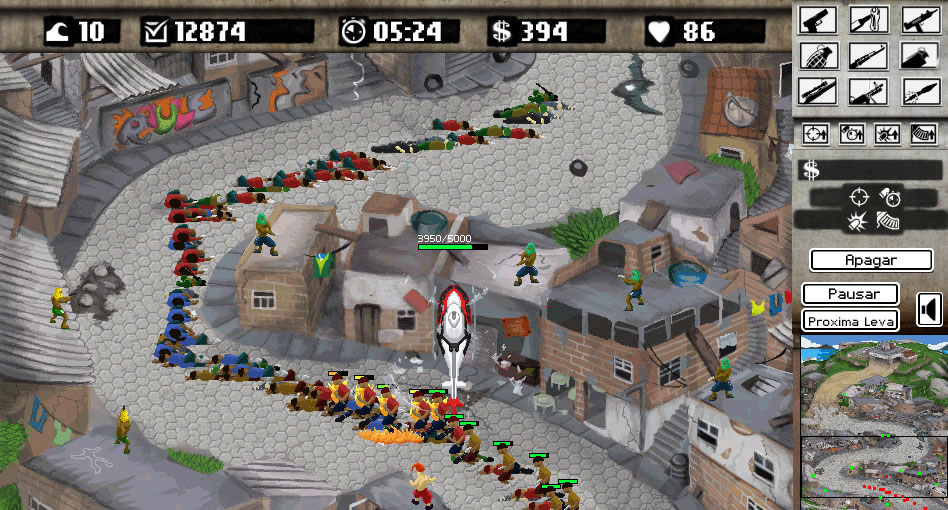 10 12874 05:24 $ 394 86
3950/5000
$
Apagar
Pausar
Proxima Leva